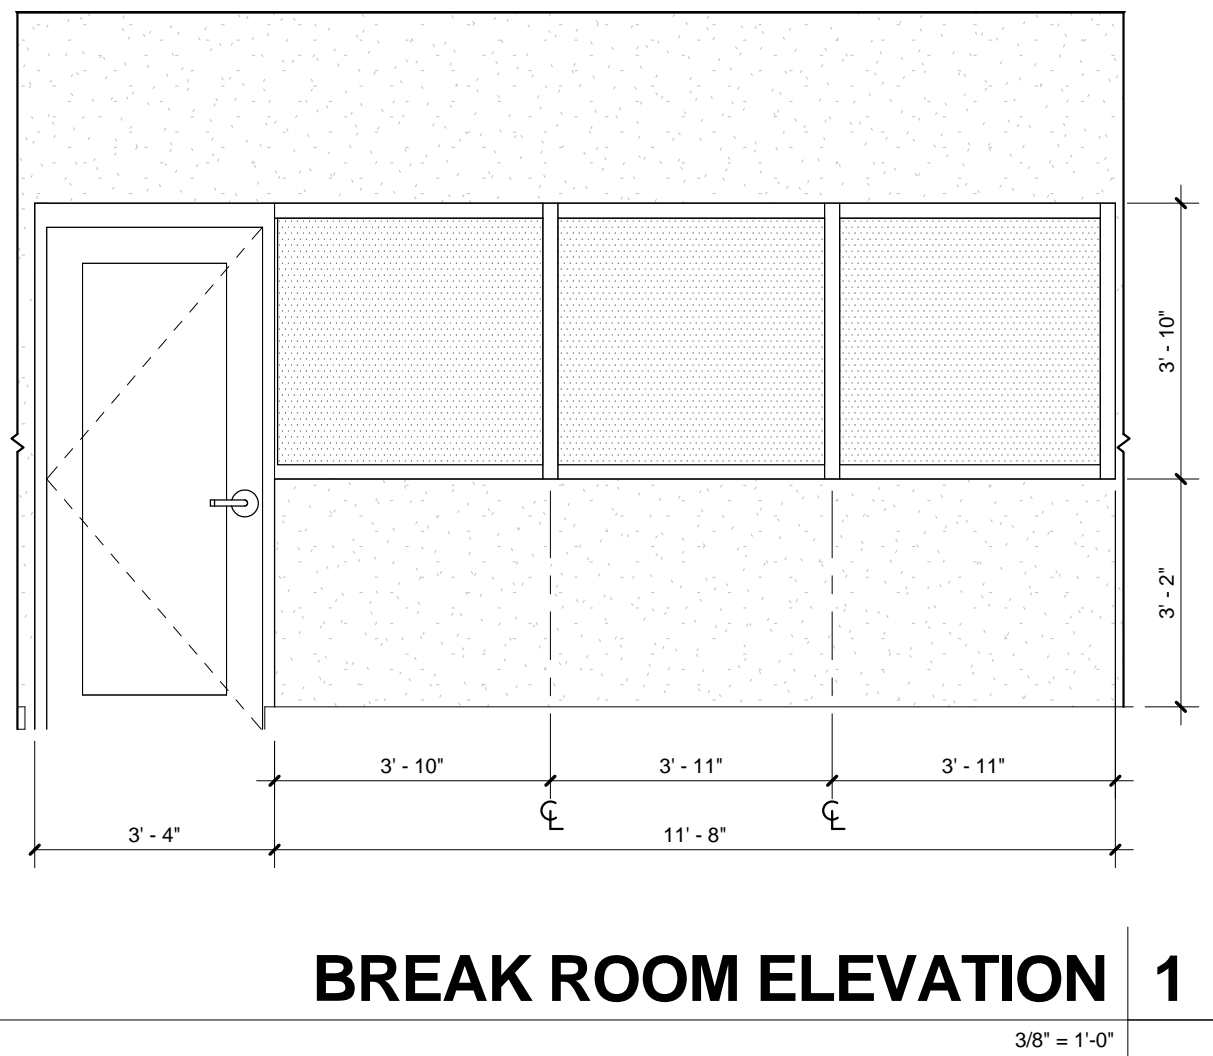 3' - 10"
3' - 2"
3' - 10" 3' - 11" 3' - 11"
℄ ℄
3' - 4" 11' - 8"
BREAK ROOM ELEVATION 1
3/8" = 1'-0"